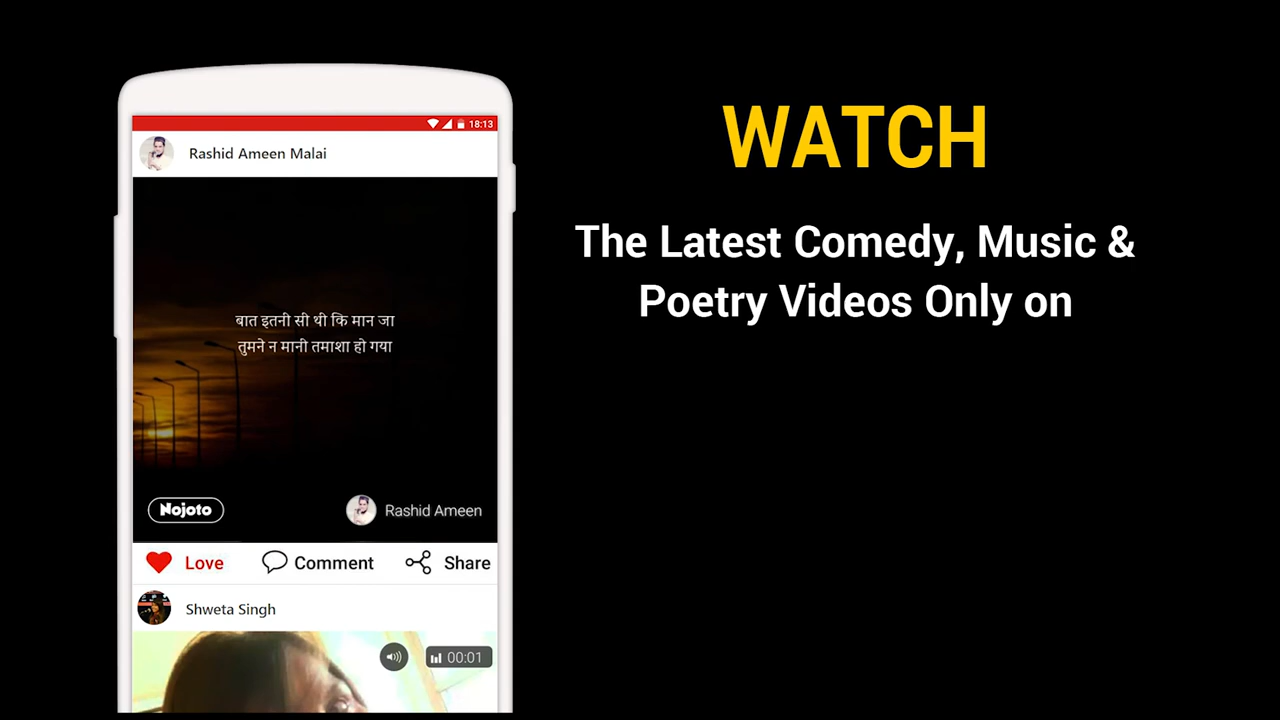 18:13
Rashid Ameen Malai
बात इतनी सी थी कि मान जा
तुमने न मानी तमाशा हो गया
Nojoto
Rashid Ameen
Love Comment Share
Shweta Singh
00:01
WATCH
The Latest Comedy, Music &
Poetry Videos Only on